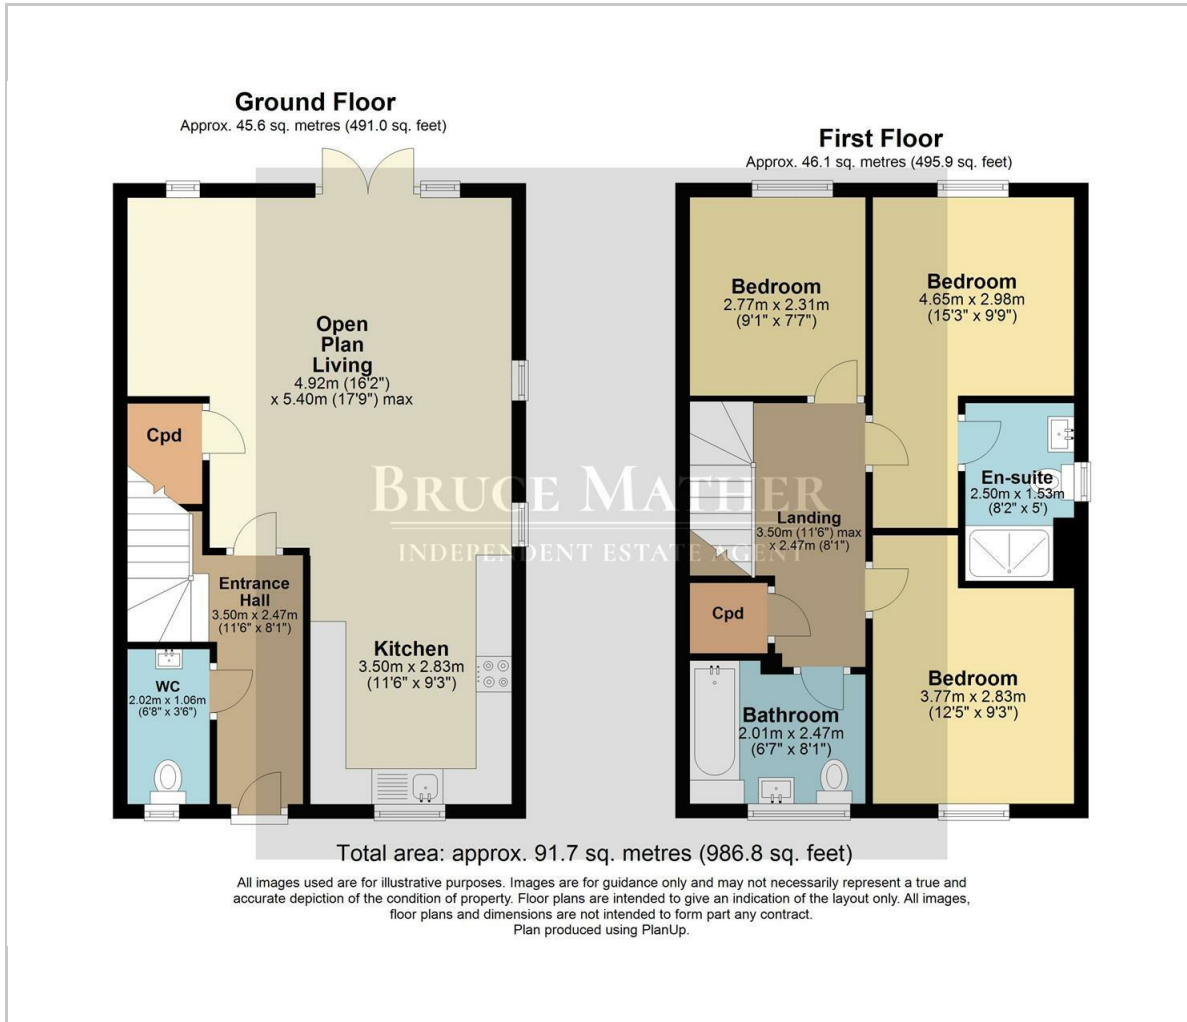 Ground Floor
Approx. 45.6 sq. metres (491.0 sq. feet)
Open
Plan
Living
4.92m (16'2")
x 5.40m (17'9") max
Cpd
Entrance
Hall
3.50m x 2.47m
(11'6" x 8'1")
WC
2.02m x 1.06m
(6'8" x 3'6")
Kitchen
3.50m x 2.83m
(11'6" x 9'3")
First Floor
Approx. 46.1 sq. metres (495.9 sq. feet)
Bedroom
2.77m x 2.31m
(9'1" x 7'7")
Bedroom
4.65m x 2.98m
(15'3" x 9'9")
En-suite
2.50m x 1.53m
(8'2" x 5')
Landing
3.50m (11'6") max
x 2.47m (8'1")
Cpd
Bathroom
2.01m x 2.47m
(6'7" x 8'1")
Bedroom
3.77m x 2.83m
(12'5" x 9'3")
BRUCE MATHER
INDEPENDENT ESTATE AGENT
Total area: approx. 91.7 sq. metres (986.8 sq. feet)
All images used are for illustrative purposes. Images are for guidance only and may not necessarily represent a true and
accurate depiction of the condition of property. Floor plans are intended to give an indication of the layout only. All images,
floor plans and dimensions are not intended to form part any contract.
Plan produced using PlanUp.